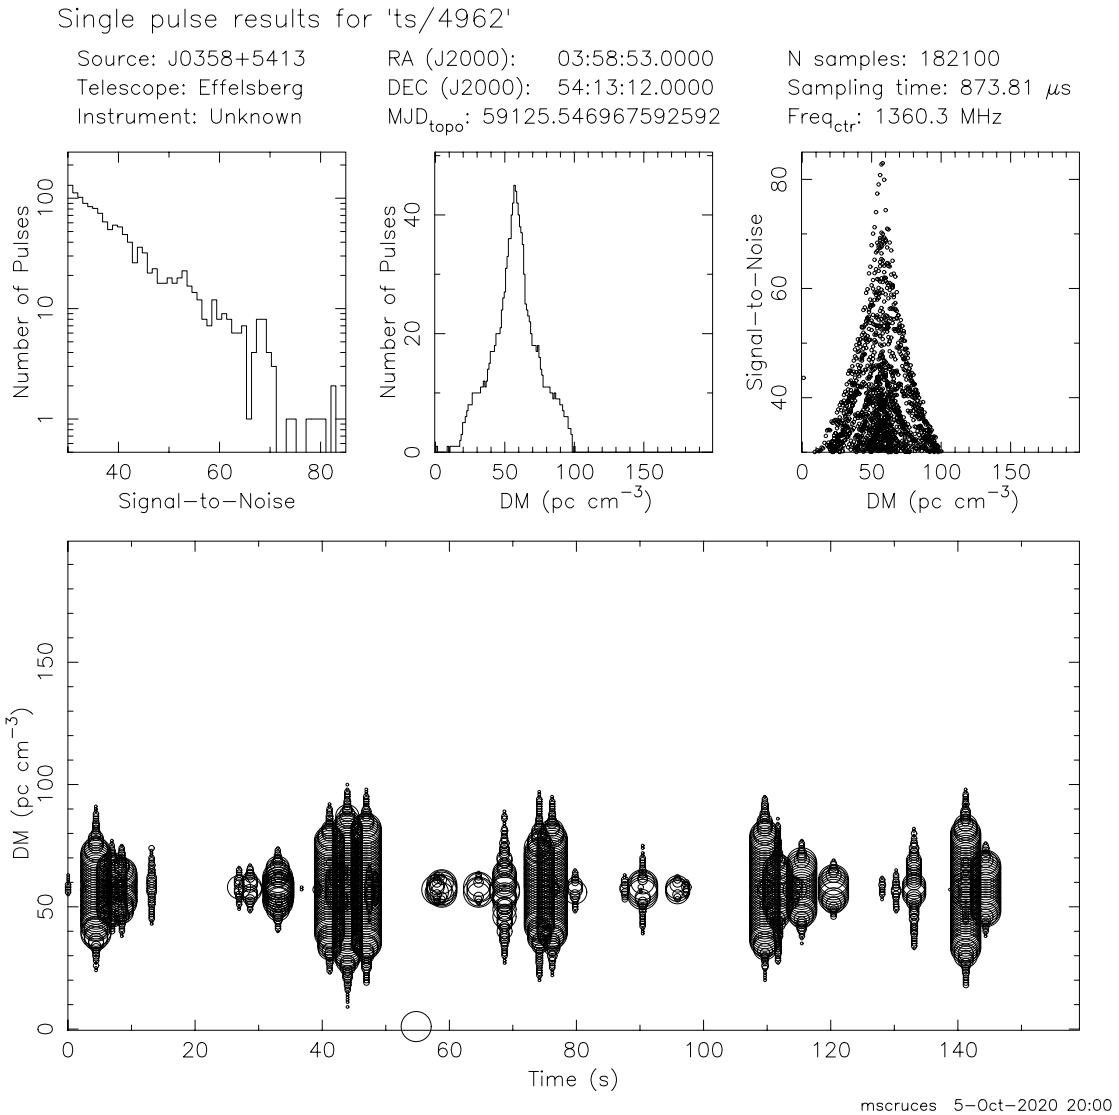 Single pulse results for 'ts/4962'
Source: J0358+5413
RA (J2000): 03:58:53.0000
N samples: 182100
Telescope: Effelsberg
DEC (J2000): 54:13:12.0000
Sampling time: 873.81 μs
Instrument: Unknown
MJD_topo: 59125.546967592592
Freq_ctr: 1360.3 MHz
Number of Pulses
100
10
1
40 60 80
Signal-to-Noise
Number of Pulses
40
20
0
0 50 100 150
DM (pc cm⁻³)
Signal-to-Noise
80
60
40
0 50 100 150
DM (pc cm⁻³)
DM (pc cm⁻³)
150
100
50
0
0 20 40 60 80 100 120 140
Time (s)
mscruces 5-Oct-2020 20:00